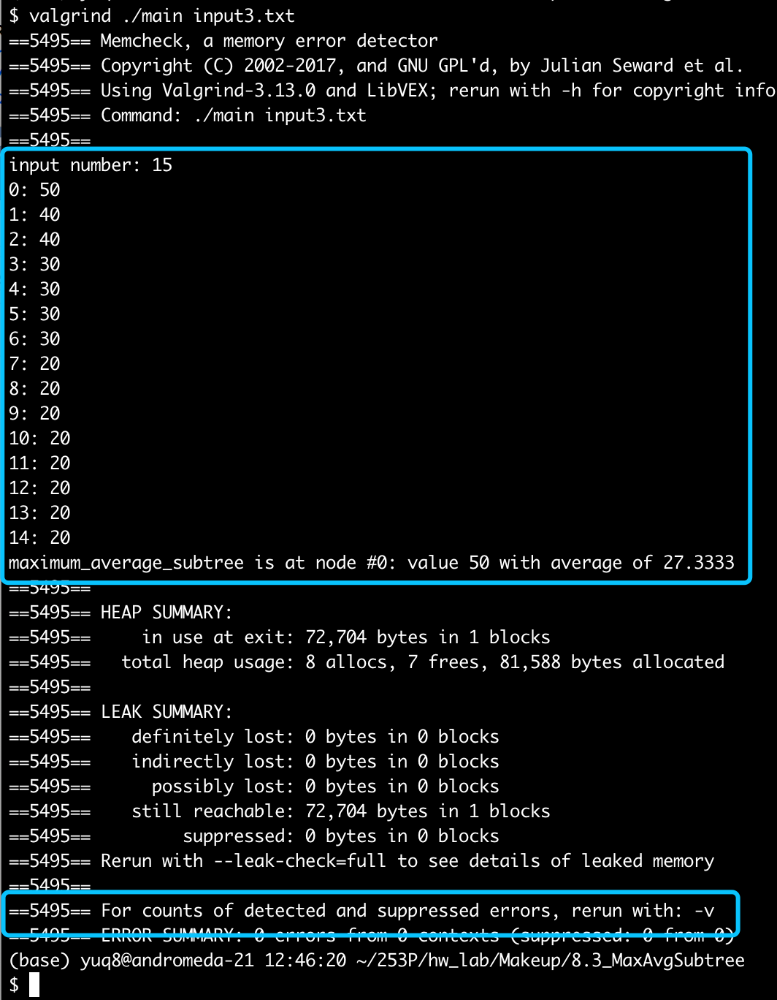 $ valgrind ./main input3.txt
==5495== Memcheck, a memory error detector
==5495== Copyright (C) 2002-2017, and GNU GPL'd, by Julian Seward et al.
==5495== Using Valgrind-3.13.0 and LibVEX; rerun with -h for copyright info
==5495== Command: ./main input3.txt
==5495==
input number: 15
0: 50
1: 40
2: 40
3: 30
4: 30
5: 30
6: 30
7: 20
8: 20
9: 20
10: 20
11: 20
12: 20
13: 20
14: 20
maximum_average_subtree is at node #0: value 50 with average of 27.3333
==5495==
==5495== HEAP SUMMARY:
==5495==     in use at exit: 72,704 bytes in 1 blocks
==5495==   total heap usage: 8 allocs, 7 frees, 81,588 bytes allocated
==5495==
==5495== LEAK SUMMARY:
==5495==    definitely lost: 0 bytes in 0 blocks
==5495==    indirectly lost: 0 bytes in 0 blocks
==5495==      possibly lost: 0 bytes in 0 blocks
==5495==    still reachable: 72,704 bytes in 1 blocks
==5495==         suppressed: 0 bytes in 0 blocks
==5495== Rerun with --leak-check=full to see details of leaked memory
==5495==
==5495== For counts of detected and suppressed errors, rerun with: -v
==5495== ERROR SUMMARY: 0 errors from 0 contexts (suppressed: 0 from 0)
(base) yuq8@andromeda-21 12:46:20 ~/253P/hw_lab/Makeup/8.3_MaxAvgSubtree
$